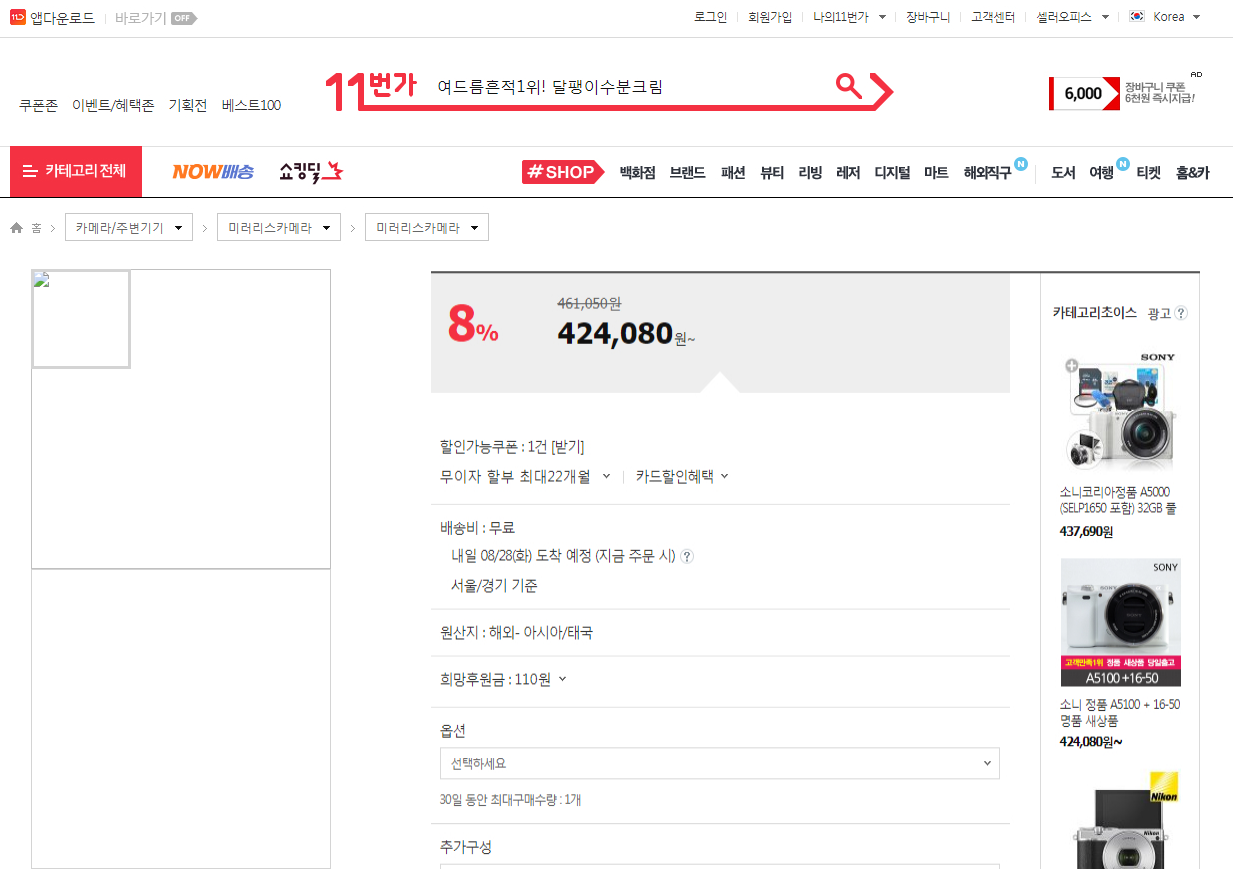 앱다운로드 바로가기 OFF 로그인 회원가입 나의11번가 장바구니 고객센터 셀러오피스 Korea
쿠폰존 이벤트/혜택존 기획전 베스트100
11번가 여드름흔적1위! 달팽이수분크림
AD
6,000 장바구니 쿠폰
6천원 즉시지급!
카테고리 전체 NOW배송 쇼킹딜 #SHOP 백화점 브랜드 패션 뷰티 리빙 레저 디지털 마트 해외직구 N 도서 여행 N 티켓 홈&카
홈 카메라/주변기기 미러리스카메라 미러리스카메라
8%
461,050원
424,080원~
할인가능쿠폰 : 1건 [받기]
무이자 할부 최대22개월 카드할인혜택
배송비 : 무료
내일 08/28(화) 도착 예정 (지금 주문 시) ?
서울/경기 기준
원산지 : 해외- 아시아/태국
희망후원금 : 110원
옵션
선택하세요
30일 동안 최대구매수량 : 1개
추가구성
카테고리초이스 광고 ?
SONY
소니코리아정품 A5000
(SELP1650 포함) 32GB 풀
437,690원
SONY
고객만족1위 정품 새상품 당일출고
A5100 +16-50
소니 정품 A5100 + 16-50
명품 새상품
424,080원~
Nikon
Nikon